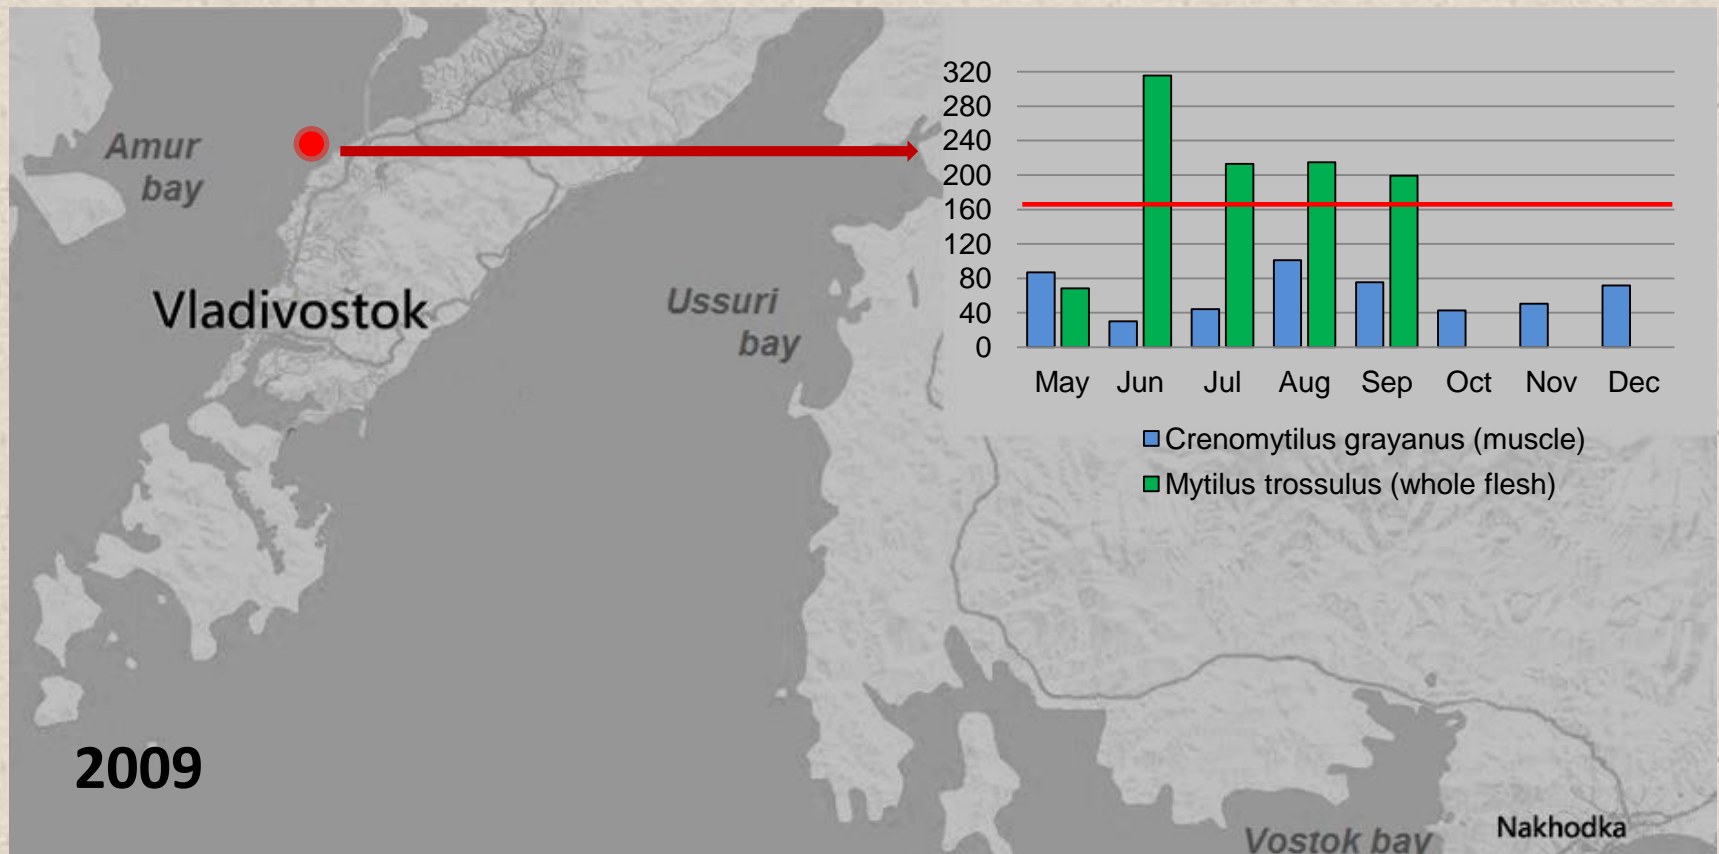 Amur
bay
Vladivostok
Ussuri
bay
2009
Vostok bay
Nakhodka
320
280
240
200
160
120
80
40
0
May Jun Jul Aug Sep Oct Nov Dec
Crenomytilus grayanus (muscle)
Mytilus trossulus (whole flesh)